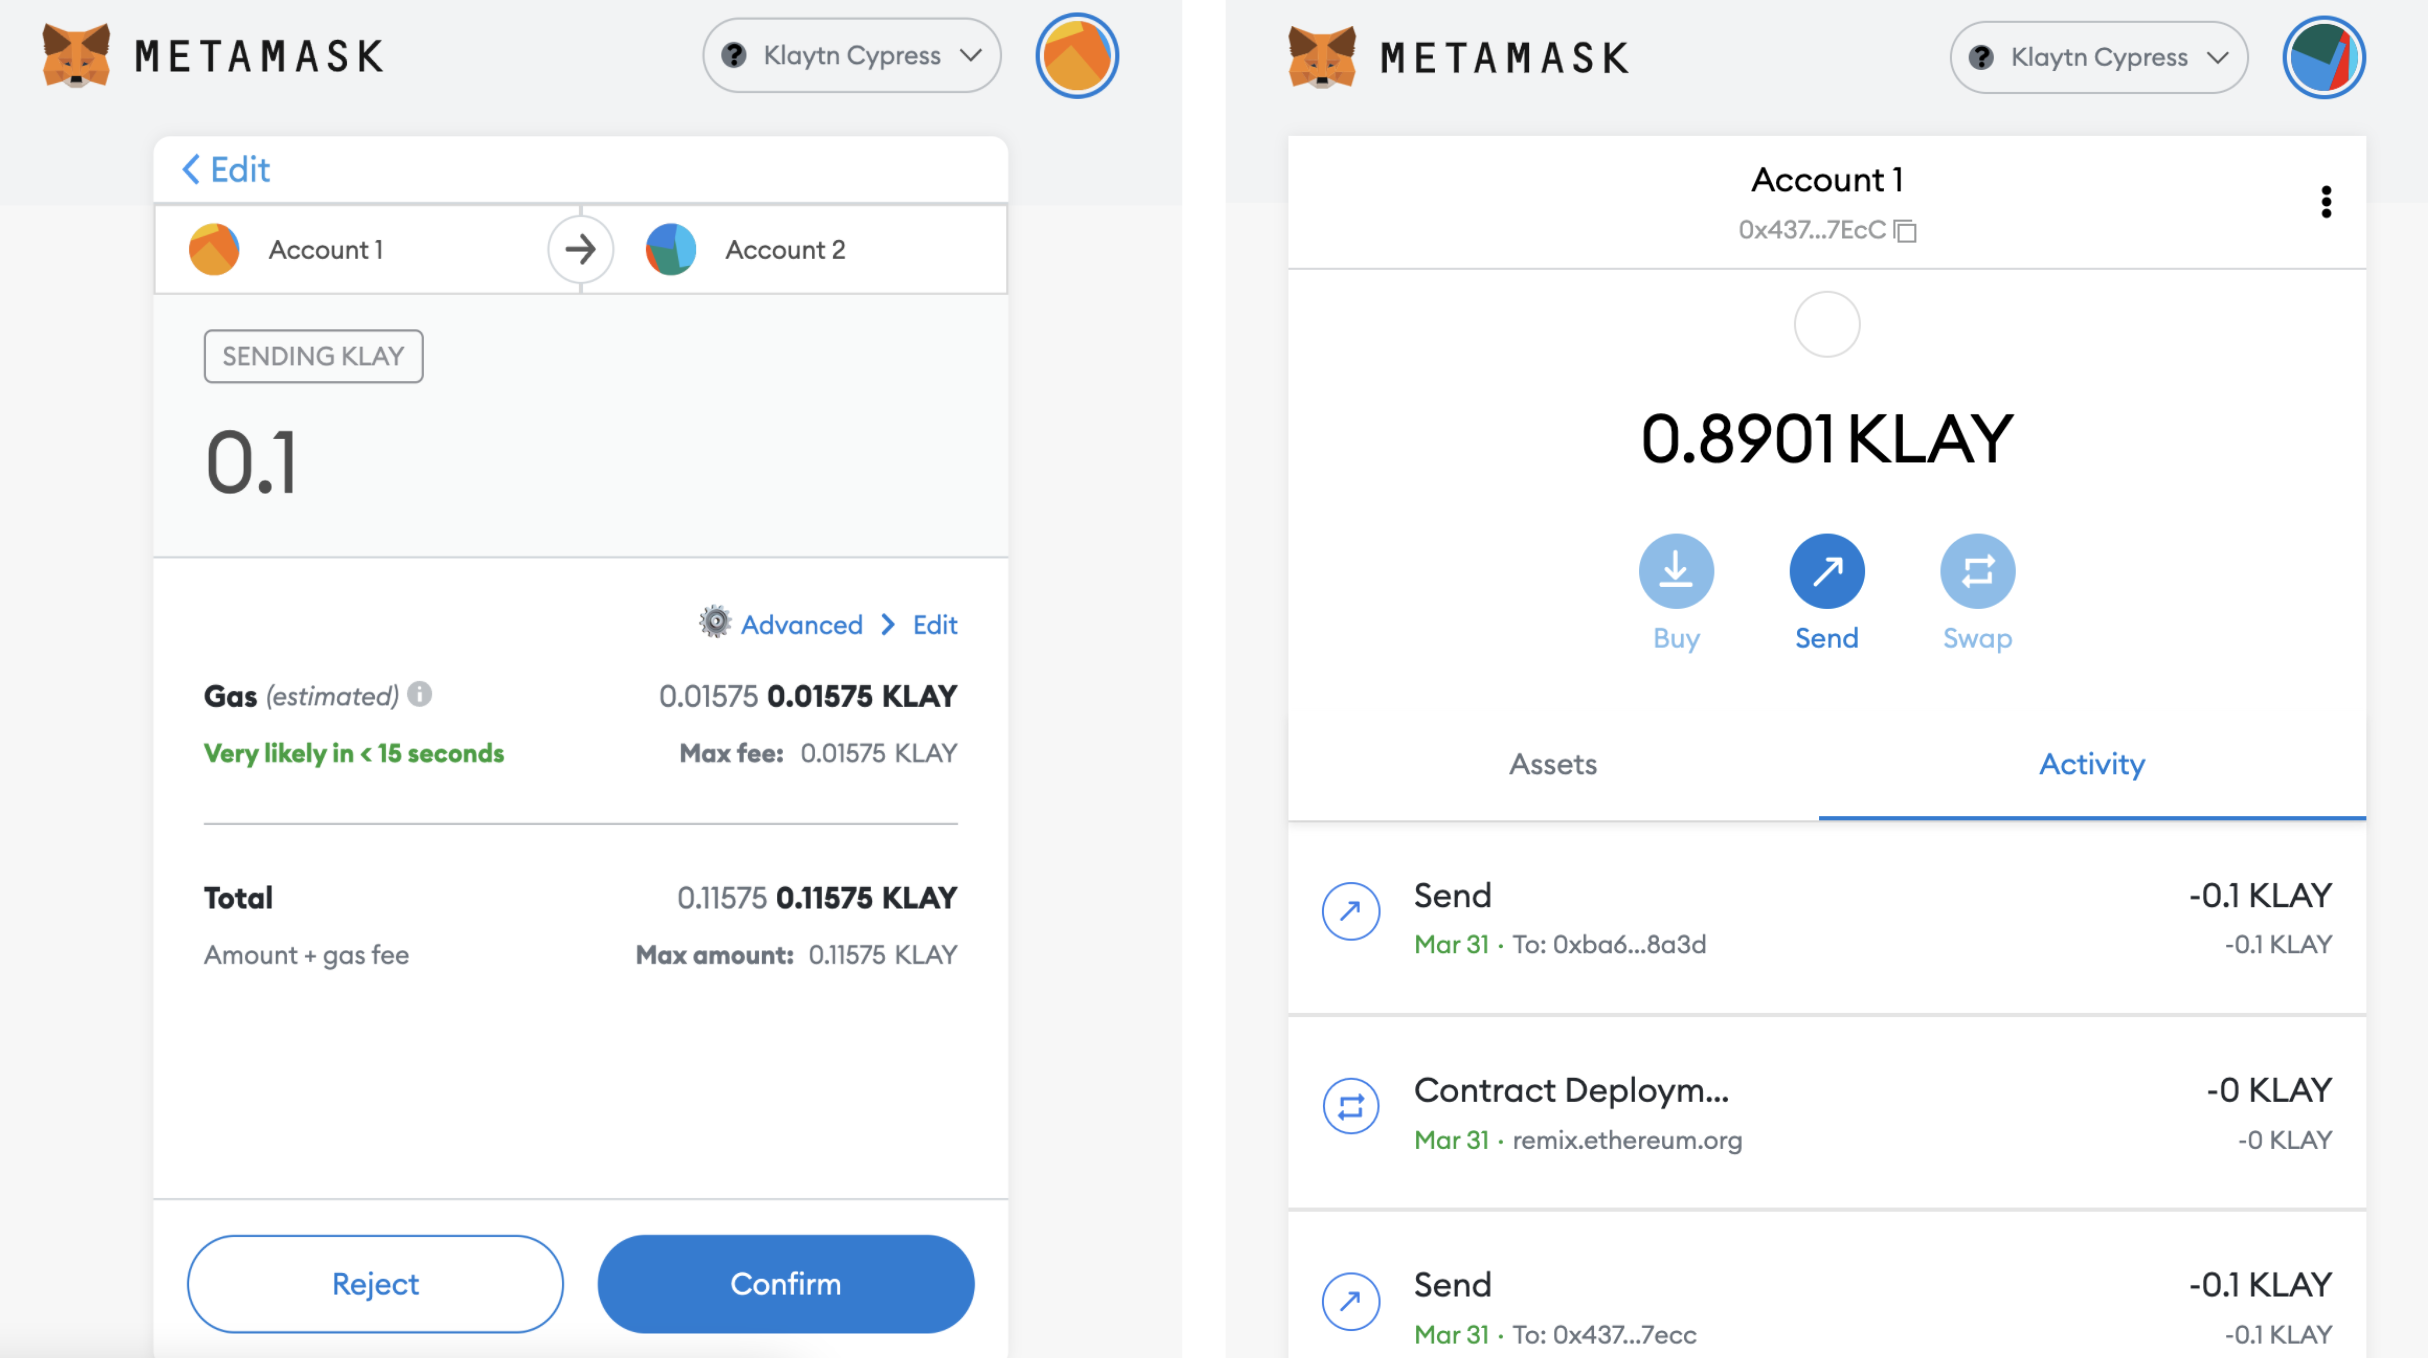 METAMASK
? Klaytn Cypress
Edit
Account 1
Account 2
SENDING KLAY
0.1
Advanced > Edit
Gas (estimated) 0.01575 0.01575 KLAY
Very likely in < 15 seconds Max fee: 0.01575 KLAY
Total 0.11575 0.11575 KLAY
Amount + gas fee Max amount: 0.11575 KLAY
Reject
Confirm
METAMASK
? Klaytn Cypress
Account 1
0x437...7EcC
0.8901 KLAY
Buy
Send
Swap
Assets
Activity
Send -0.1 KLAY
Mar 31 · To: 0xba6...8a3d -0.1 KLAY
Contract Deploym... -0 KLAY
Mar 31 · remix.ethereum.org -0 KLAY
Send -0.1 KLAY
Mar 31 · To: 0x437...7ecc -0.1 KLAY